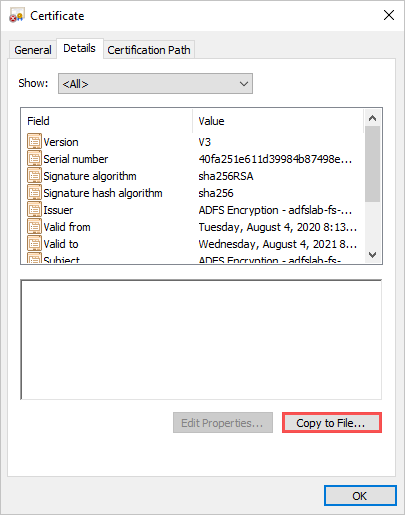 Certificate
General Details Certification Path
Show: <All>
Field Value
Version V3
Serial number 40fa251e611d39984b87498e...
Signature algorithm sha256RSA
Signature hash algorithm sha256
Issuer ADFS Encryption - adfslab-fs-...
Valid from Tuesday, August 4, 2020 8:13...
Valid to Wednesday, August 4, 2021 8...
Subject ADFS Encryption - adfslab-fs-
Edit Properties... Copy to File...
OK